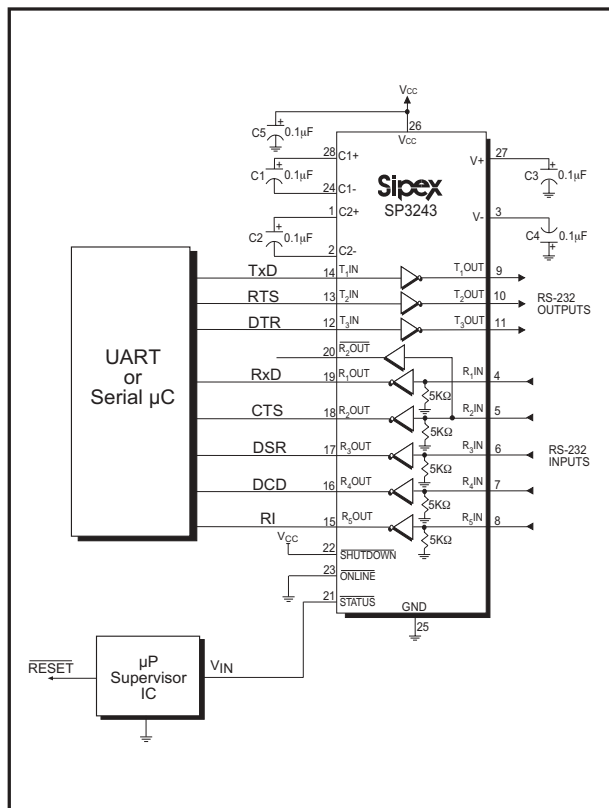 VCC
C5 + 0.1µF
26
VCC
28 C1+
C1 + 0.1µF
24 C1-
1 C2+
C2 + 0.1µF
2 C2-
Sipex
SP3243
V+ 27
C3 + 0.1µF
V- 3
C4 0.1µF +
UART
or
Serial µC
TxD 14 T1IN T1OUT 9
RTS 13 T2IN T2OUT 10
DTR 12 T3IN T3OUT 11
RS-232
OUTPUTS
20 R2OUT
RxD 19 R1OUT R1IN 4
5KΩ
CTS 18 R2OUT R2IN 5
5KΩ
DSR 17 R3OUT R3IN 6
5KΩ
DCD 16 R4OUT R4IN 7
5KΩ
RI 15 R5OUT R5IN 8
5KΩ
RS-232
INPUTS
VCC
22 SHUTDOWN
23 ONLINE
21 STATUS
GND
25
RESET
µP
Supervisor
IC
VIN